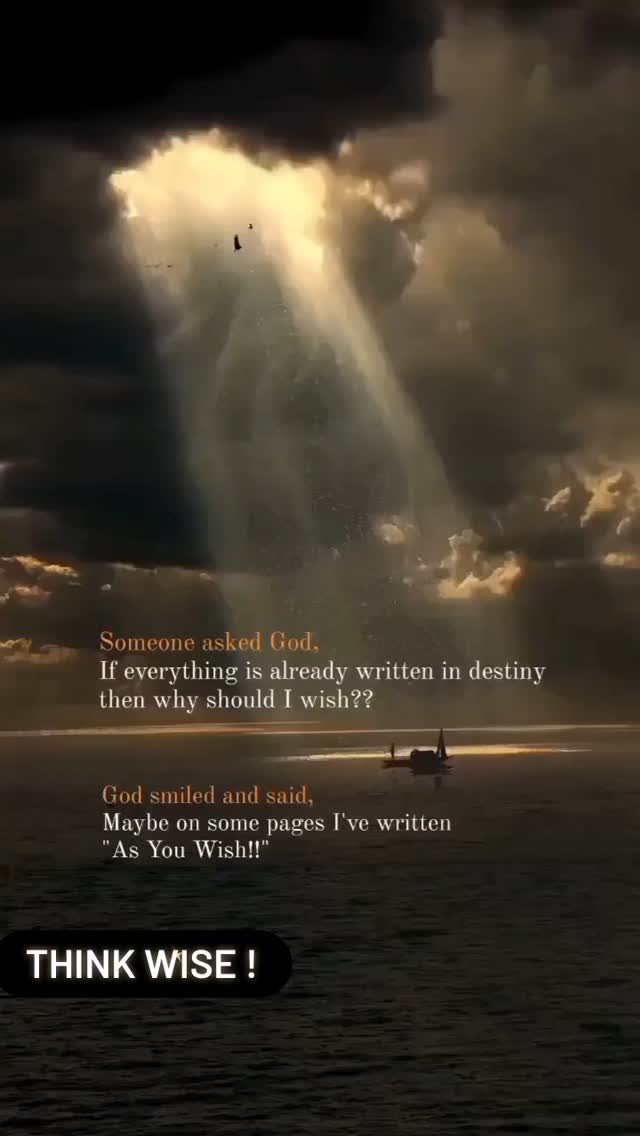 Someone asked God,
If everything is already written in destiny
then why should I wish??
God smiled and said,
Maybe on some pages I've written
"As You Wish!!"
THINK WISE !